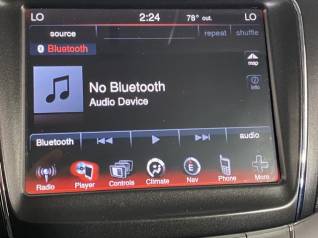 LO 2:24 78° out. LO
source repeat shuffle
Bluetooth
map
No Bluetooth
Audio Device
info
Bluetooth audio
Radio Player Controls Climate Nav Phone More